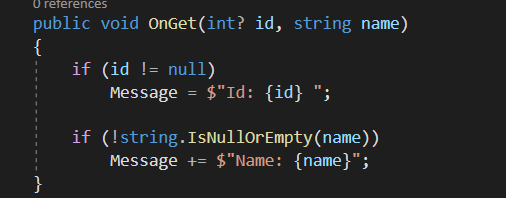 0 references
public void OnGet(int? id, string name)
{
    if (id != null)
        Message = $"Id: {id} ";

    if (!string.IsNullOrEmpty(name))
        Message += $"Name: {name}";
}